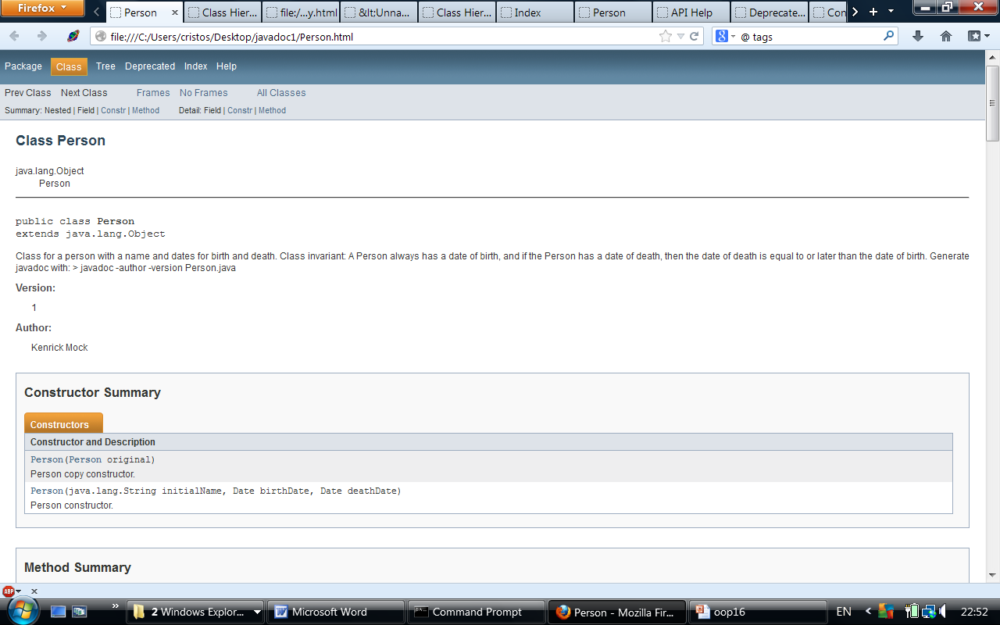 Firefox
Person
Class Hier...
file:/...y.html
&lt;Unna...
Class Hier...
Index
Person
API Help
Deprecate...
Con
file:///C:/Users/cristos/Desktop/javadoc1/Person.html
@ tags
Package Class Tree Deprecated Index Help
Prev Class Next Class Frames No Frames All Classes
Summary: Nested | Field | Constr | Method Detail: Field | Constr | Method
Class Person
java.lang.Object
Person
public class Person
extends java.lang.Object
Class for a person with a name and dates for birth and death. Class invariant: A Person always has a date of birth, and if the Person has a date of death, then the date of death is equal to or later than the date of birth. Generate
javadoc with: > javadoc -author -version Person.java
Version:
1
Author:
Kenrick Mock
Constructor Summary
Constructors
Constructor and Description
Person(Person original)
Person copy constructor.
Person(java.lang.String initialName, Date birthDate, Date deathDate)
Person constructor.
Method Summary
ABP
2 Windows Explor...
Microsoft Word
Command Prompt
Person - Mozilla Fir...
oop16
EN
22:52